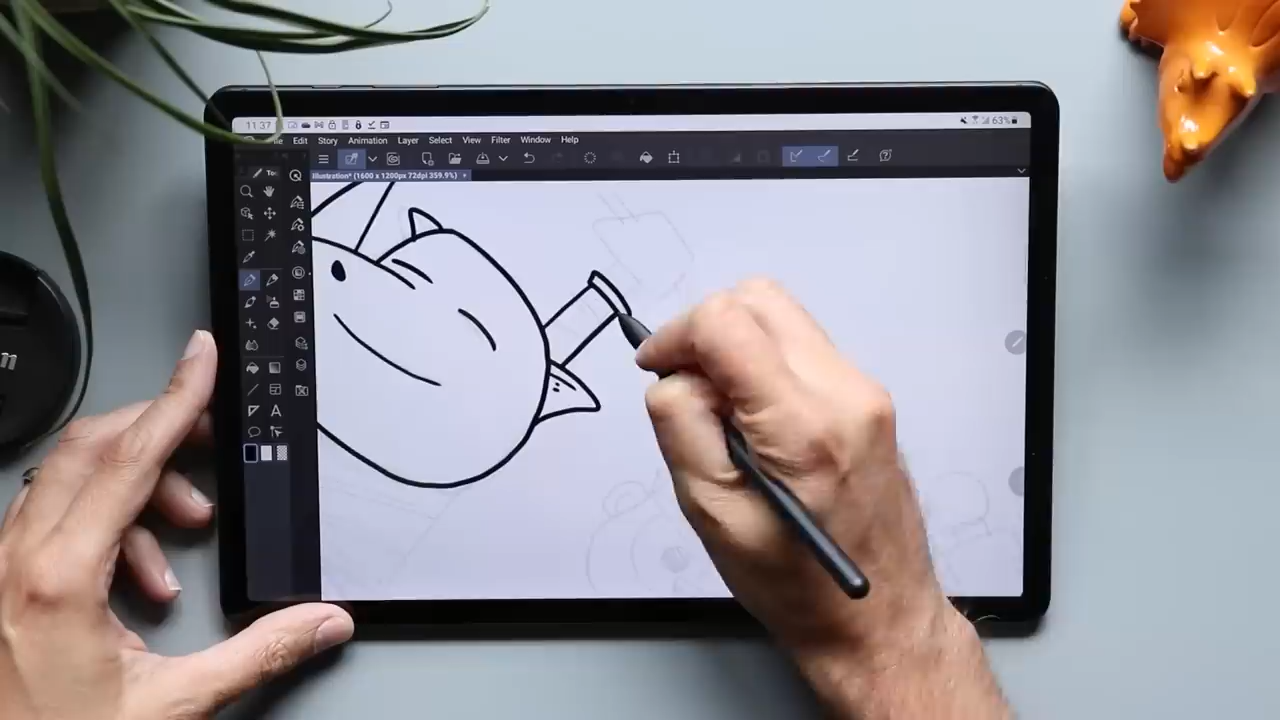 11:37
63%
Edit Story Animation Layer Select View Filter Window Help
Illustration* (1600 x 1200px 72dpi 359.9%)
A